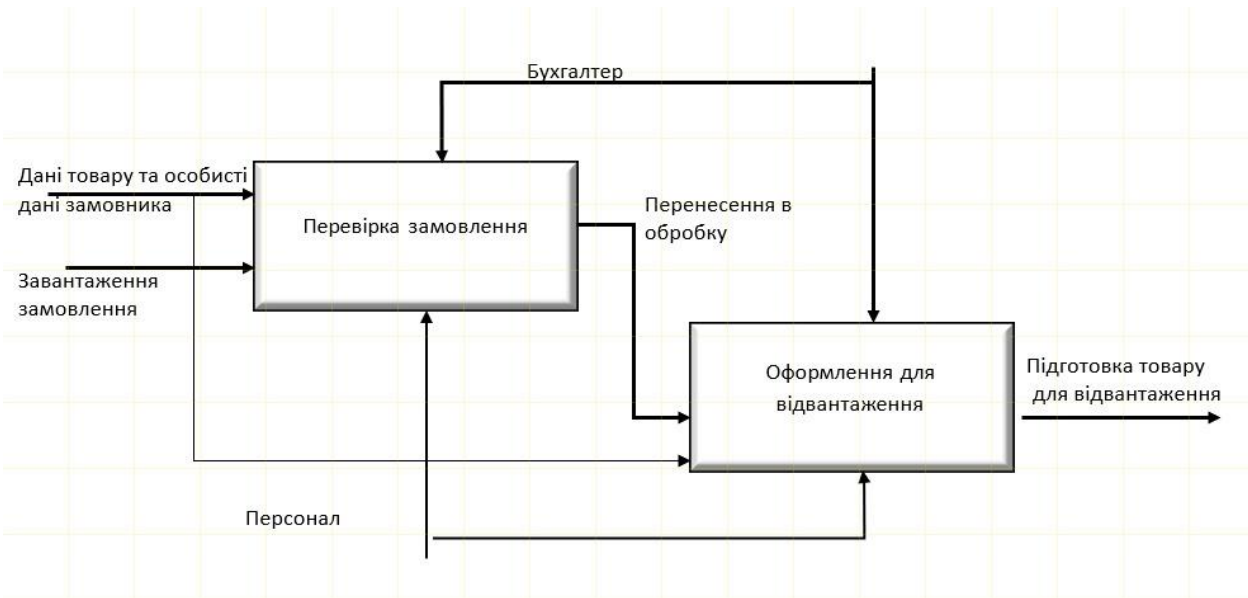 Бухгалтер
Дані товару та особисті
дані замовника
Перевірка замовлення
Перенесення в
обробку
Завантаження
замовлення
Оформлення для
відвантаження
Підготовка товару
для відвантаження
Персонал